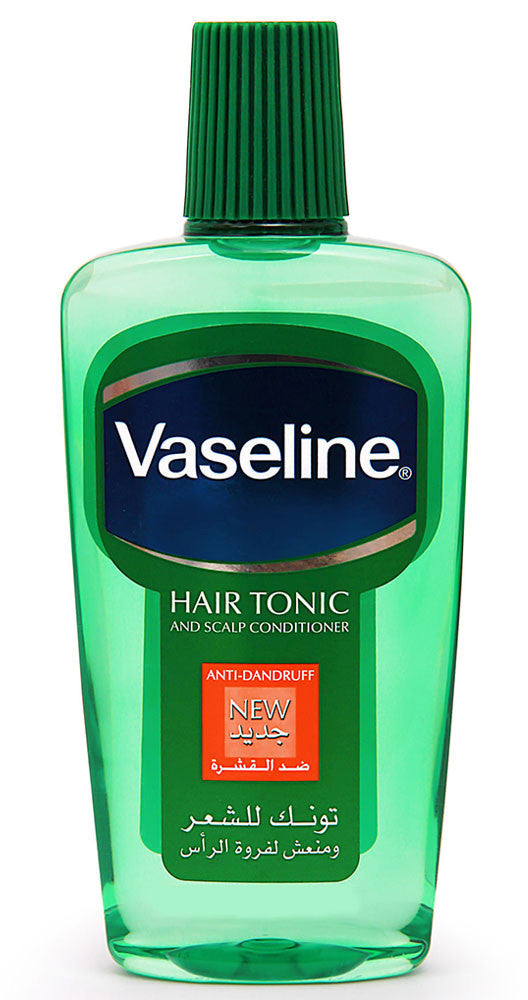 Vaseline®
HAIR TONIC
AND SCALP CONDITIONER
ANTI-DANDRUFF
NEW
جديد
ضد القشرة
تونك للشعر
ومنعش لفروة الرأس